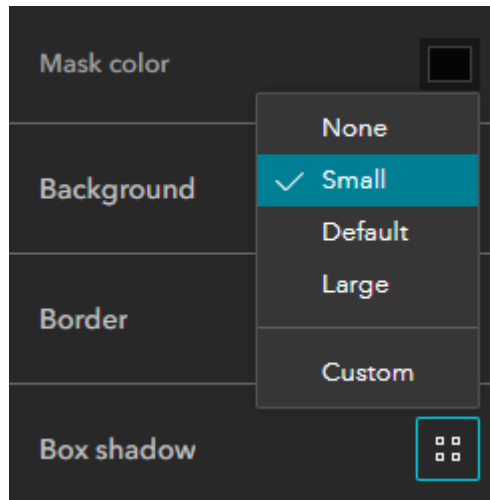 Mask color
None
Background
Small
Default
Large
Border
Custom
Box shadow